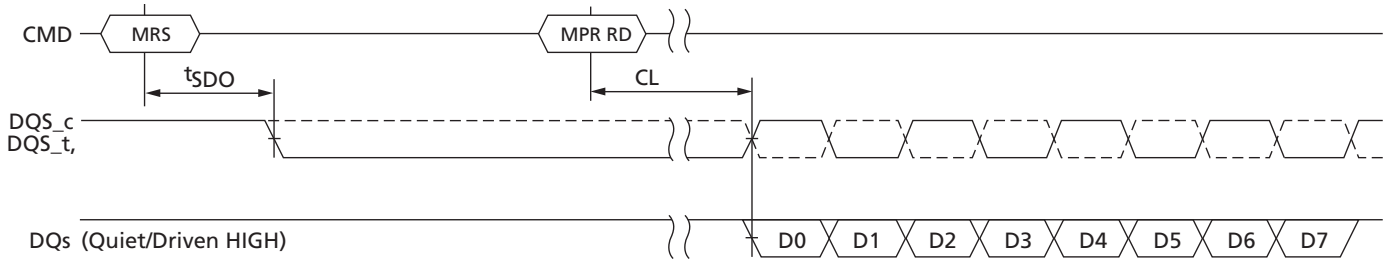 CMD MRS MPR RD
tSDO CL
DQS_c
DQS_t,
DQs (Quiet/Driven HIGH) D0 D1 D2 D3 D4 D5 D6 D7